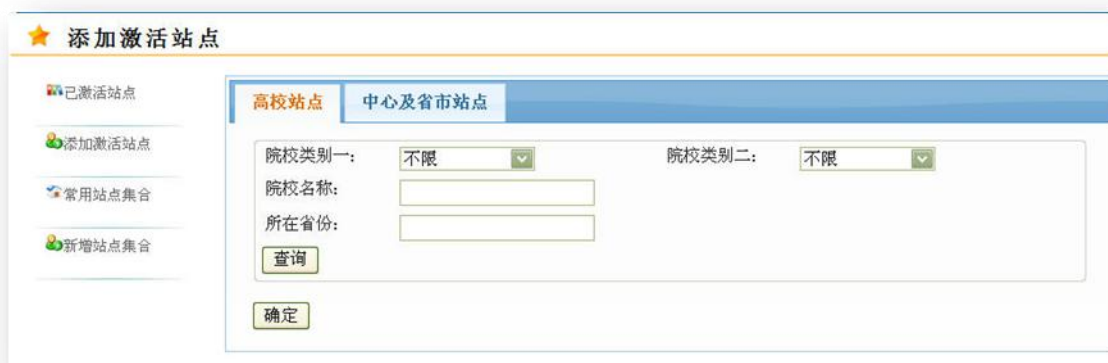 添加激活站点
已激活站点
添加激活站点
常用站点集合
新增站点集合
高校站点 中心及省市站点
院校类别一： 不限 院校类别二： 不限
院校名称：
所在省份：
查询
确定